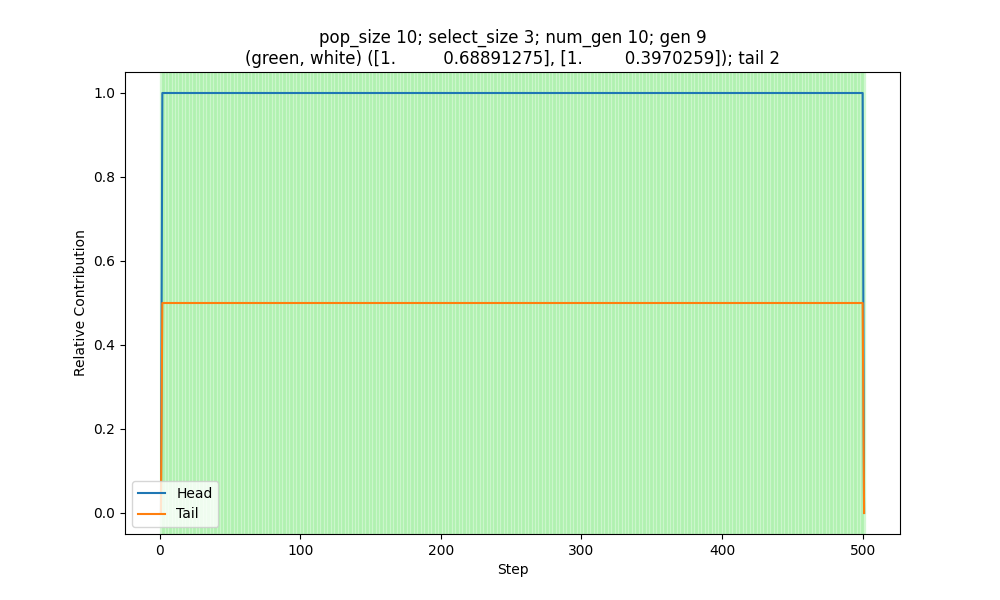 pop_size 10; select_size 3; num_gen 10; gen 9
(green, white) ([1.         0.68891275], [1.        0.3970259]); tail 2
1.0
0.8
0.6
0.4
0.2
0.0
Relative Contribution
Head
Tail
0 100 200 300 400 500
Step